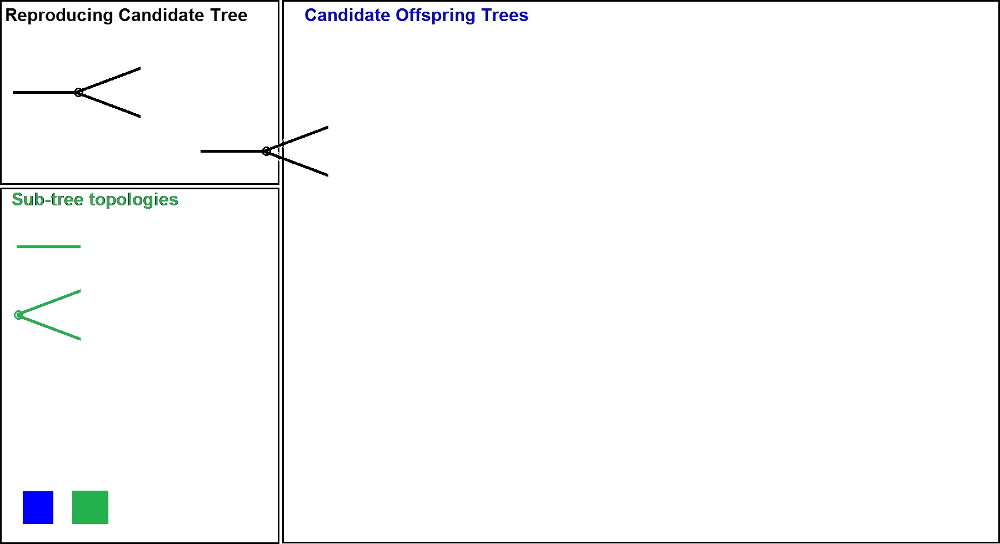 Reproducing Candidate Tree
Candidate Offspring Trees
Sub-tree topologies